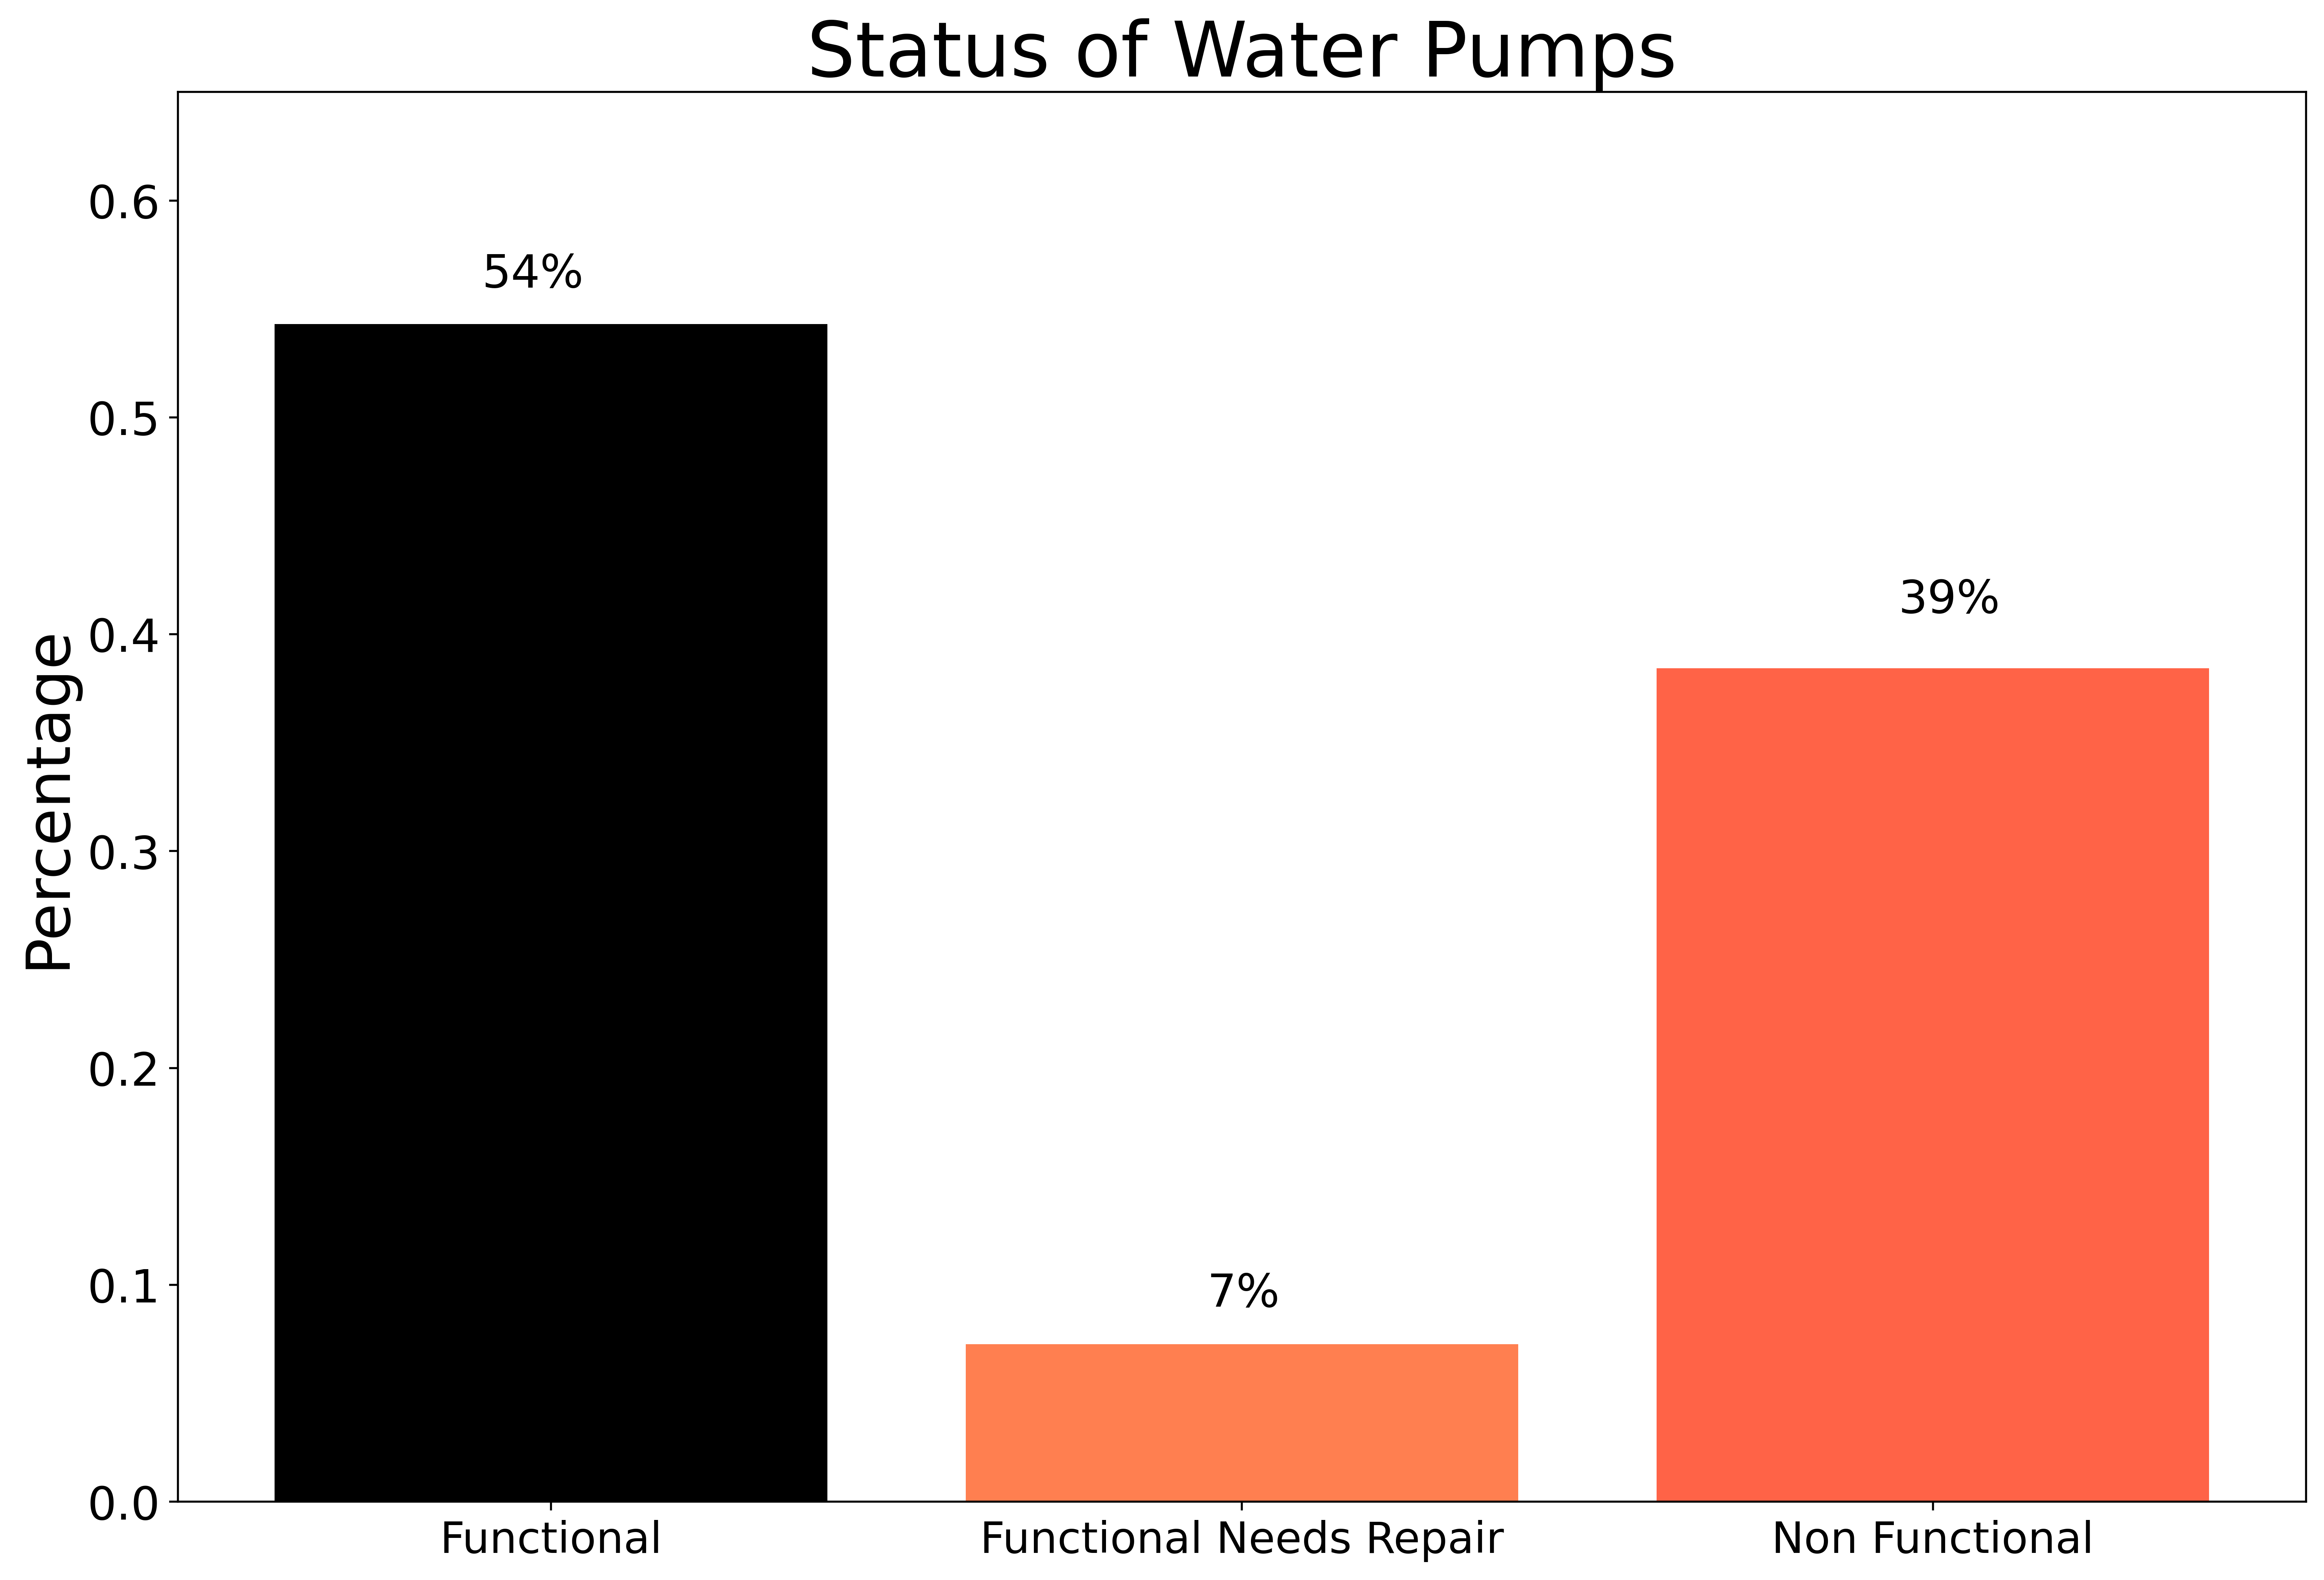 Status of Water Pumps
Percentage
0.6
0.5
0.4
0.3
0.2
0.1
0.0
54%
7%
39%
Functional
Functional Needs Repair
Non Functional